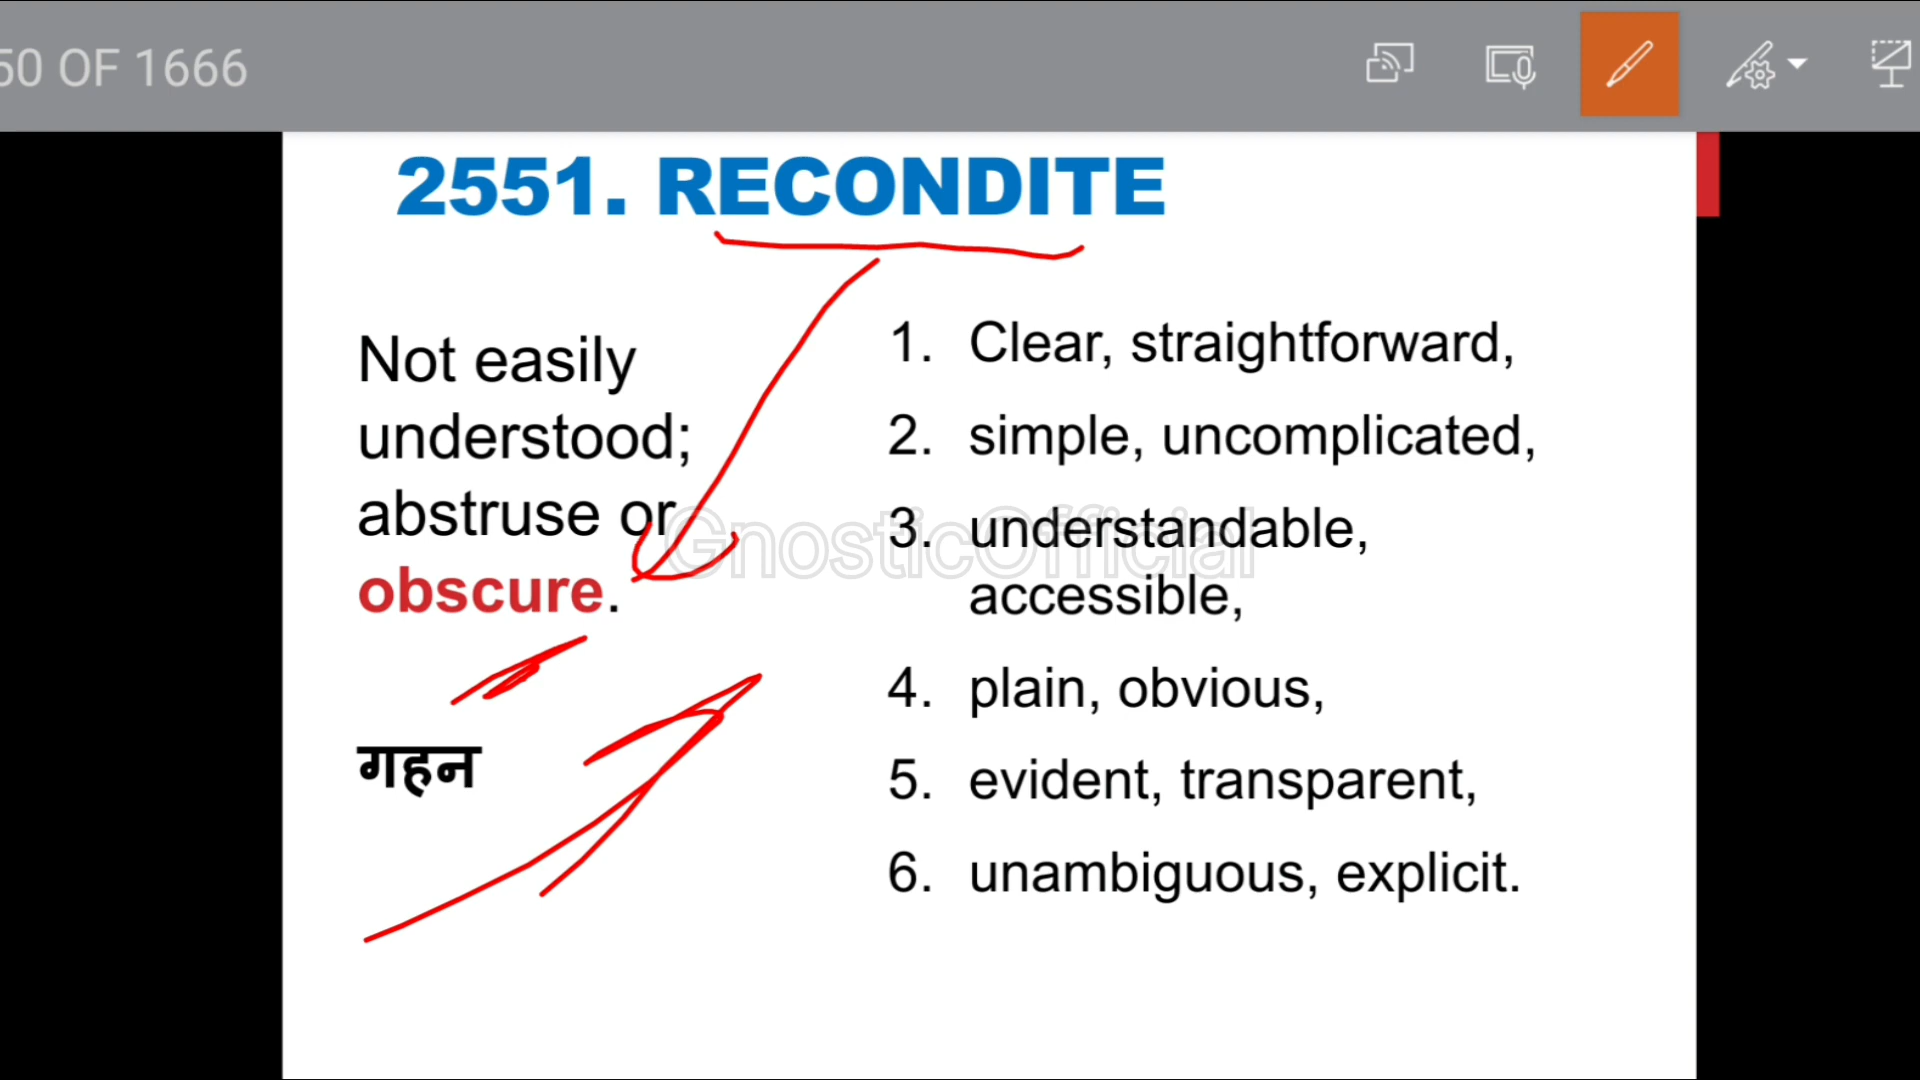 50 OF 1666
2551. RECONDITE
Not easily
understood;
abstruse or
obscure.
गहन
1. Clear, straightforward,
2. simple, uncomplicated,
3. understandable,
accessible,
4. plain, obvious,
5. evident, transparent,
6. unambiguous, explicit.
GnosticOfficial